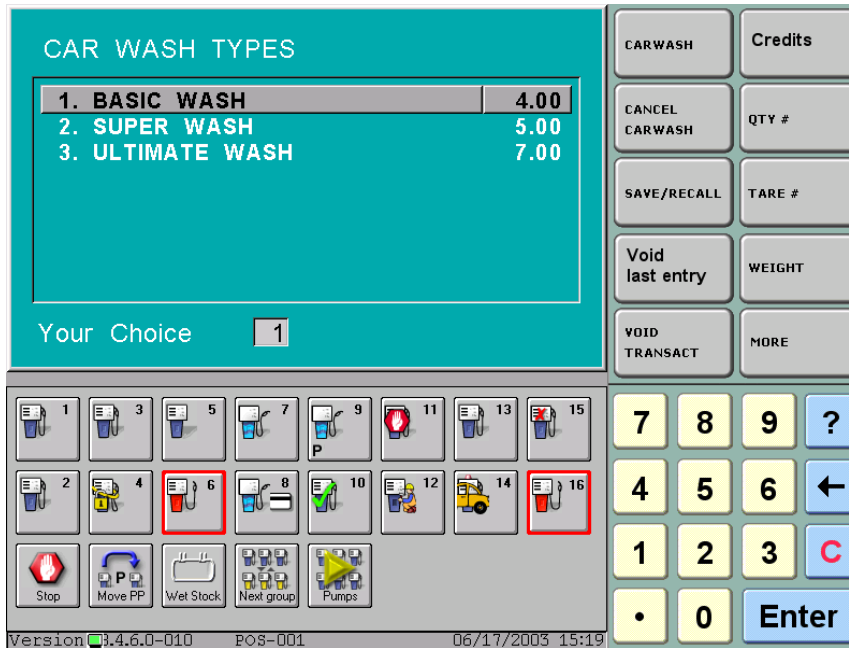 CAR WASH TYPES
1. BASIC WASH 4.00
2. SUPER WASH 5.00
3. ULTIMATE WASH 7.00
Your Choice 1
CARWASH
Credits
CANCEL
CARWASH
QTY #
SAVE/RECALL
TARE #
Void
last entry
WEIGHT
VOID
TRANSACT
MORE
1
3
5
7
9
P
11
13
15
2
4
6
8
10
12
14
16
Stop
P
Move PP
Wet Stock
Next group
Pumps
7 8 9 ?
4 5 6 ←
1 2 3 C
• 0 Enter
Version 3.4.6.0-010 POS-001 06/17/2003 15:19